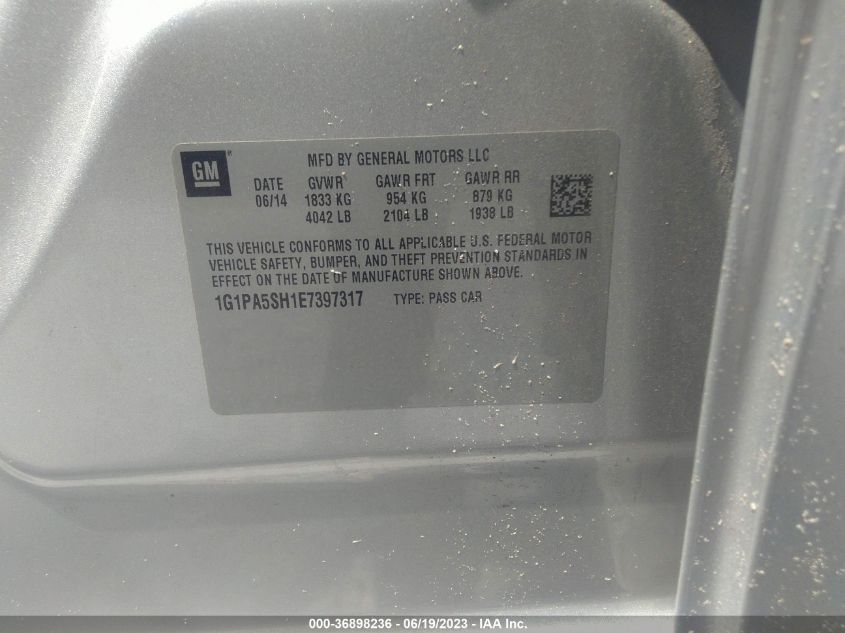 GM
MFD BY GENERAL MOTORS LLC
DATE GVWR GAWR FRT GAWR RR
06/14 1833 KG 954 KG 879 KG
4042 LB 2104 LB 1938 LB
THIS VEHICLE CONFORMS TO ALL APPLICABLE U.S. FEDERAL MOTOR
VEHICLE SAFETY, BUMPER, AND THEFT PREVENTION STANDARDS IN
EFFECT ON THE DATE OF MANUFACTURE SHOWN ABOVE.
1G1PA5SH1E7397317 TYPE: PASS CAR
000-36898236 - 06/19/2023 - IAA Inc.